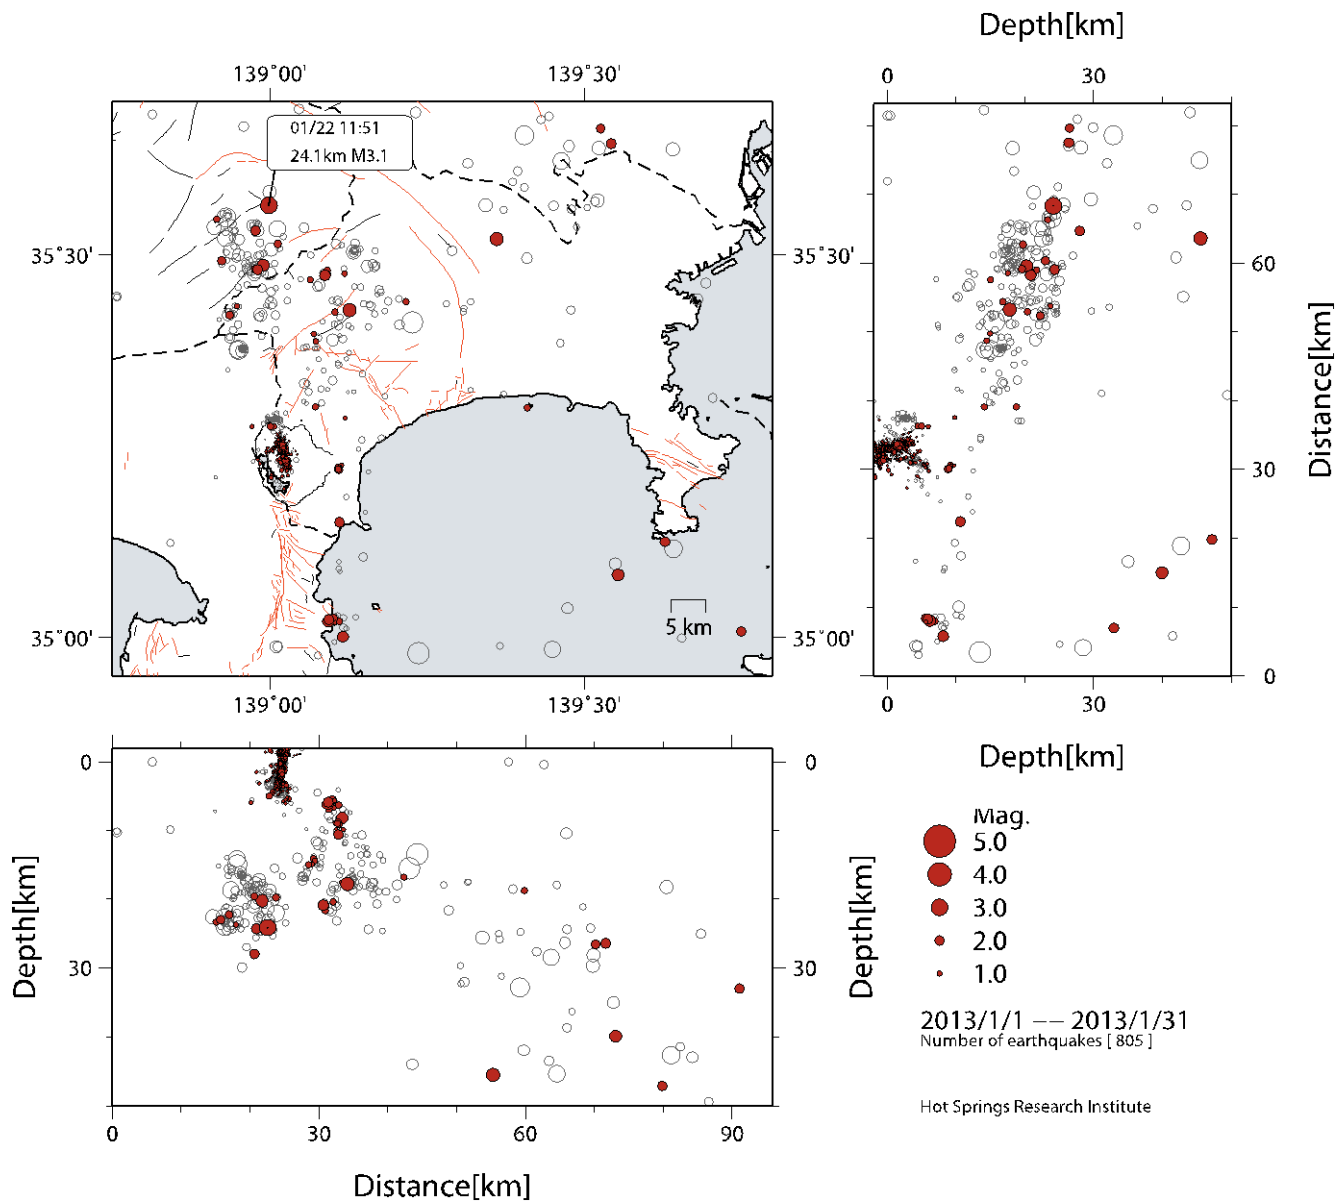 Depth[km]
139˚00'
139˚30'
0
30
01/22 11:51
24.1km M3.1
35˚30'
35˚30'
60
Distance[km]
30
5 km
35˚00'
35˚00'
0
139˚00'
139˚30'
0
30
Depth[km]
0
0
Depth[km]
30
30
Depth[km]
0
30
60
90
Distance[km]
Mag.
5.0
4.0
3.0
2.0
1.0
2013/1/1 −− 2013/1/31
Number of earthquakes [ 805 ]
Hot Springs Research Institute